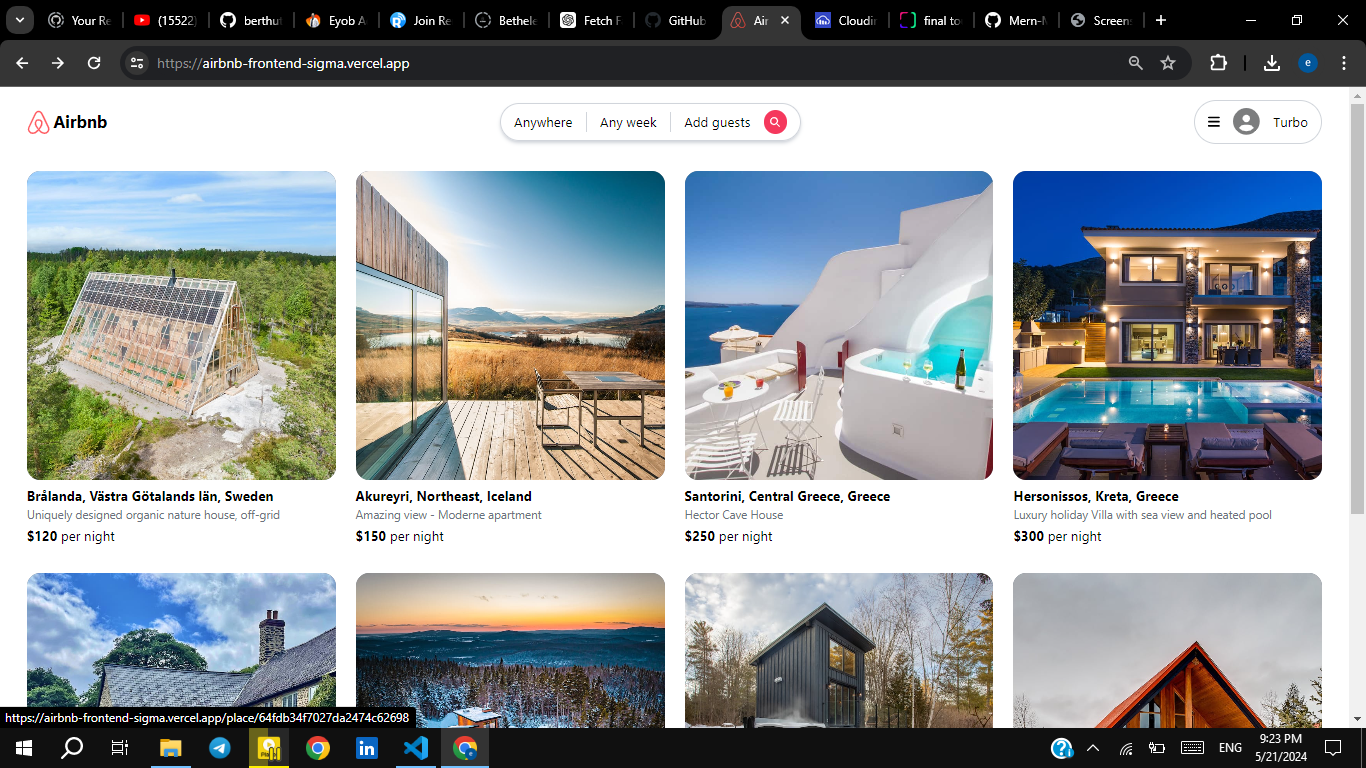 Your Re
(15522)
berthut
Eyob A
Join Re
Bethele
Fetch F
GitHub
Air
Cloudin
final to
Mern-M
Screens
https://airbnb-frontend-sigma.vercel.app
e
Airbnb
Anywhere
Any week
Add guests
Turbo
Brålanda, Västra Götalands län, Sweden
Uniquely designed organic nature house, off-grid
$120 per night
Akureyri, Northeast, Iceland
Amazing view - Moderne apartment
$150 per night
Santorini, Central Greece, Greece
Hector Cave House
$250 per night
Hersonissos, Kreta, Greece
Luxury holiday Villa with sea view and heated pool
$300 per night
https://airbnb-frontend-sigma.vercel.app/place/64fdb34f7027da2474c62698
ENG
9:23 PM
5/21/2024